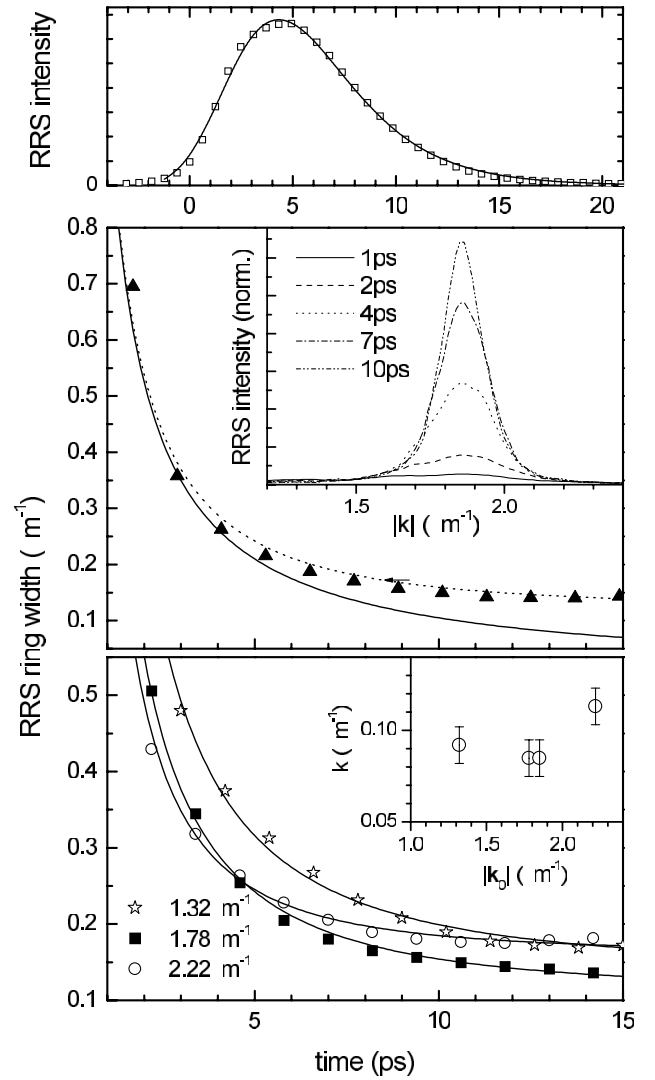 RRS intensity
0
0 5 10 15 20
RRS ring width ( m⁻¹)
0.8
0.7
0.6
0.5
0.4
0.3
0.2
0.1
RRS intensity (norm.)
1ps
2ps
4ps
7ps
10ps
1.5 2.0
|k| ( m⁻¹)
0.5
0.4
0.3
0.2
0.1
k ( m⁻¹)
0.10
0.05
1.0 1.5 2.0
|k₀| ( m⁻¹)
1.32 m⁻¹
1.78 m⁻¹
2.22 m⁻¹
5 10 15
time (ps)